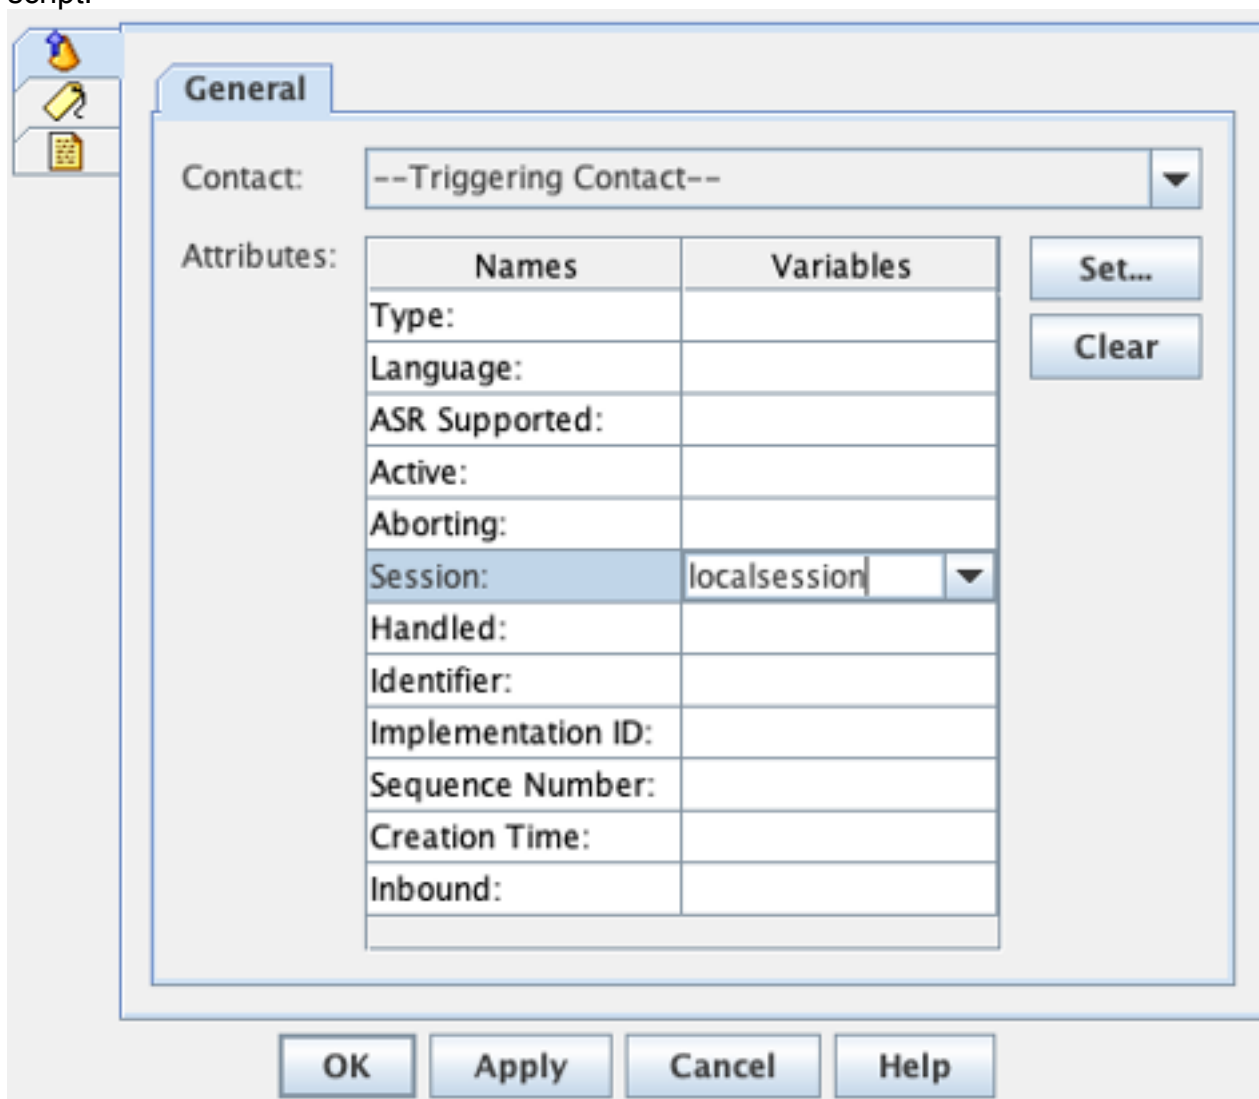 script.
General
Contact: --Triggering Contact--
Attributes: Names Variables Set...
Type:
Clear
Language:
ASR Supported:
Active:
Aborting:
Session: localsession
Handled:
Identifier:
Implementation ID:
Sequence Number:
Creation Time:
Inbound:
OK Apply Cancel Help